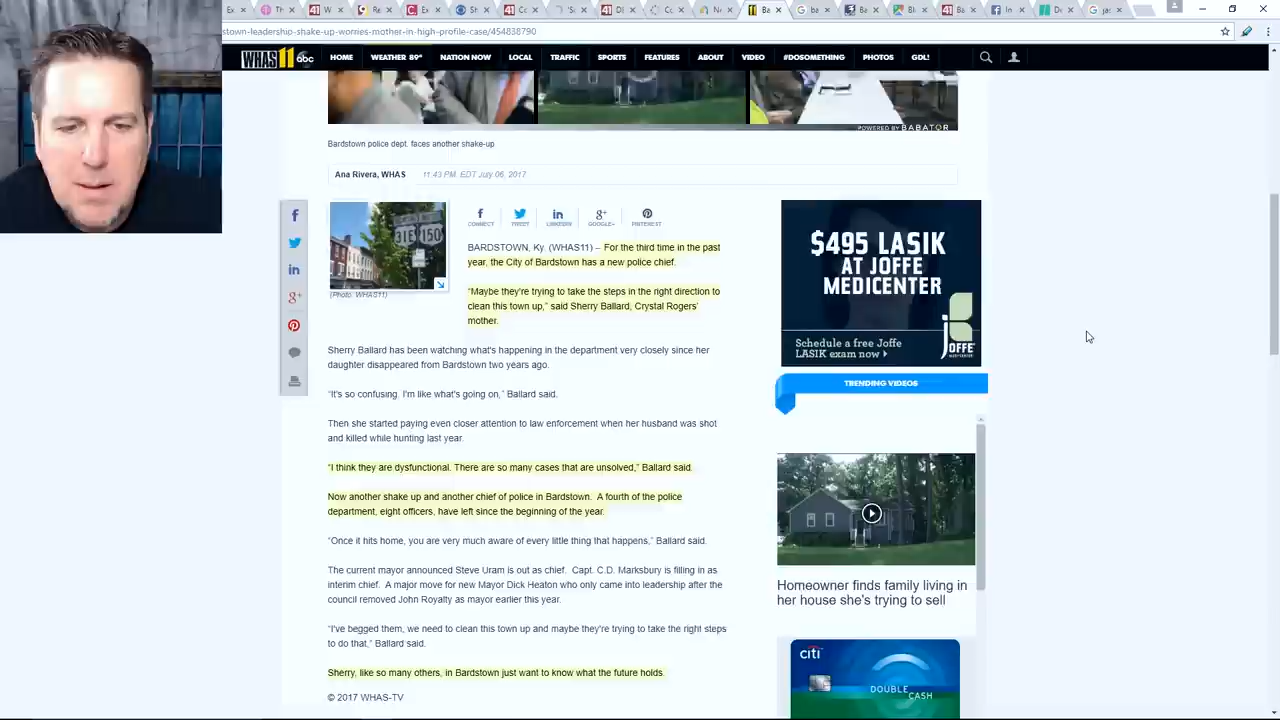 stown-leadership-shake-up-worries-mother-in-high-profile-case/454838790
WHAS 11 abc
HOME WEATHER 89° NATION NOW LOCAL TRAFFIC SPORTS FEATURES ABOUT VIDEO #DOSOMETHING PHOTOS GDL!
POWERED BY BABATOR
Bardstown police dept. faces another shake-up
Ana Rivera, WHAS 11:43 PM. EDT July 06, 2017
CONNECT TWEET LINKEDIN GOOGLE+ PINTEREST
31E 150
(Photo: WHAS11)
BARDSTOWN, Ky. (WHAS11) – For the third time in the past
year, the City of Bardstown has a new police chief.
“Maybe they're trying to take the steps in the right direction to
clean this town up,” said Sherry Ballard, Crystal Rogers'
mother.
Sherry Ballard has been watching what's happening in the department very closely since her
daughter disappeared from Bardstown two years ago.
“It's so confusing. I'm like what's going on,” Ballard said.
Then she started paying even closer attention to law enforcement when her husband was shot
and killed while hunting last year.
“I think they are dysfunctional. There are so many cases that are unsolved,” Ballard said.
Now another shake up and another chief of police in Bardstown.  A fourth of the police
department, eight officers, have left since the beginning of the year.
“Once it hits home, you are very much aware of every little thing that happens,” Ballard said.
The current mayor announced Steve Uram is out as chief.  Capt. C.D. Marksbury is filling in as
interim chief.  A major move for new Mayor Dick Heaton who only came into leadership after the
council removed John Royalty as mayor earlier this year.
“I've begged them, we need to clean this town up and maybe they're trying to take the right steps
to do that,” Ballard said.
Sherry, like so many others, in Bardstown just want to know what the future holds.
© 2017 WHAS-TV
$495 LASIK
AT JOFFE
MEDICENTER
Schedule a free Joffe
LASIK exam now
JOFFE
TRENDING VIDEOS
Homeowner finds family living in
her house she's trying to sell
citi
DOUBLE
CASH